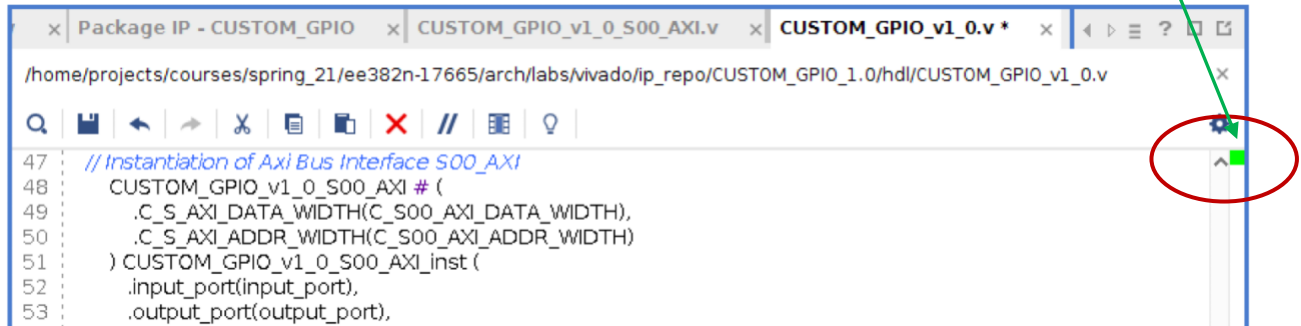 Package IP - CUSTOM_GPIO CUSTOM_GPIO_v1_0_S00_AXI.v CUSTOM_GPIO_v1_0.v *
/home/projects/courses/spring_21/ee382n-17665/arch/labs/vivado/ip_repo/CUSTOM_GPIO_1.0/hdl/CUSTOM_GPIO_v1_0.v
47 // Instantiation of Axi Bus Interface S00_AXI
48 CUSTOM_GPIO_v1_0_S00_AXI # (
49 .C_S_AXI_DATA_WIDTH(C_S00_AXI_DATA_WIDTH),
50 .C_S_AXI_ADDR_WIDTH(C_S00_AXI_ADDR_WIDTH)
51 ) CUSTOM_GPIO_v1_0_S00_AXI_inst (
52 .input_port(input_port),
53 .output_port(output_port),